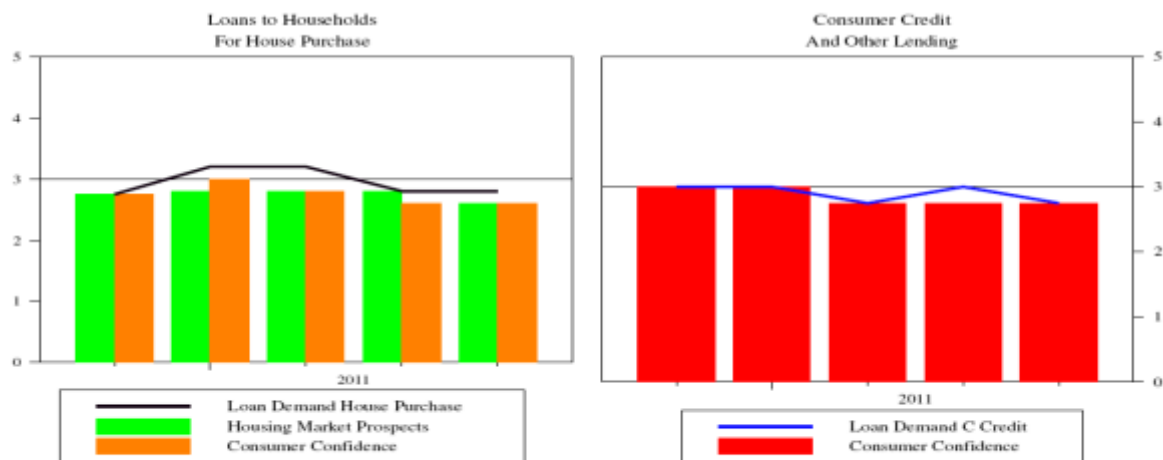 Loans to Households
For House Purchase
5
4
3
2
1
0
2011
Loan Demand House Purchase
Housing Market Prospects
Consumer Confidence
Consumer Credit
And Other Lending
5
4
3
2
1
0
2011
Loan Demand C Credit
Consumer Confidence